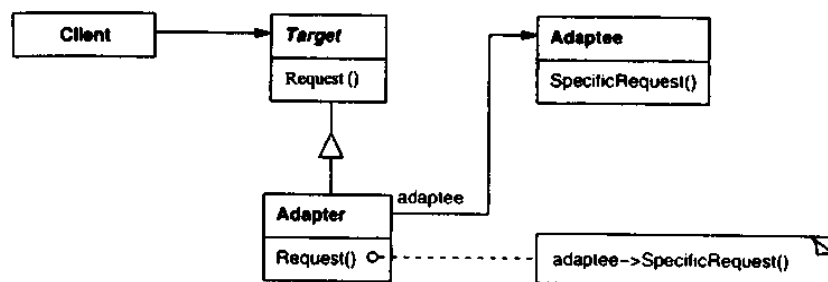 Client
Target
Request ()
Adaptee
SpecificRequest()
adaptee
Adapter
Request()
adaptee->SpecificRequest()